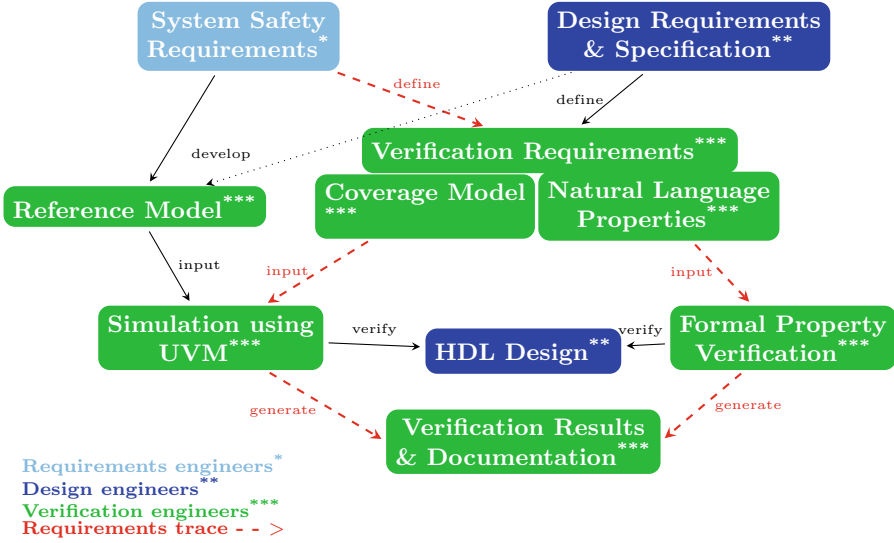 System Safety
Requirements*
Design Requirements
& Specification**
define
define
develop
Verification Requirements***
Coverage Model
***
Natural Language
Properties***
Reference Model***
input
input
input
Simulation using
UVM***
verify
HDL Design**
verify
Formal Property
Verification***
generate
generate
Verification Results
& Documentation***
Requirements engineers*
Design engineers**
Verification engineers***
Requirements trace - - >